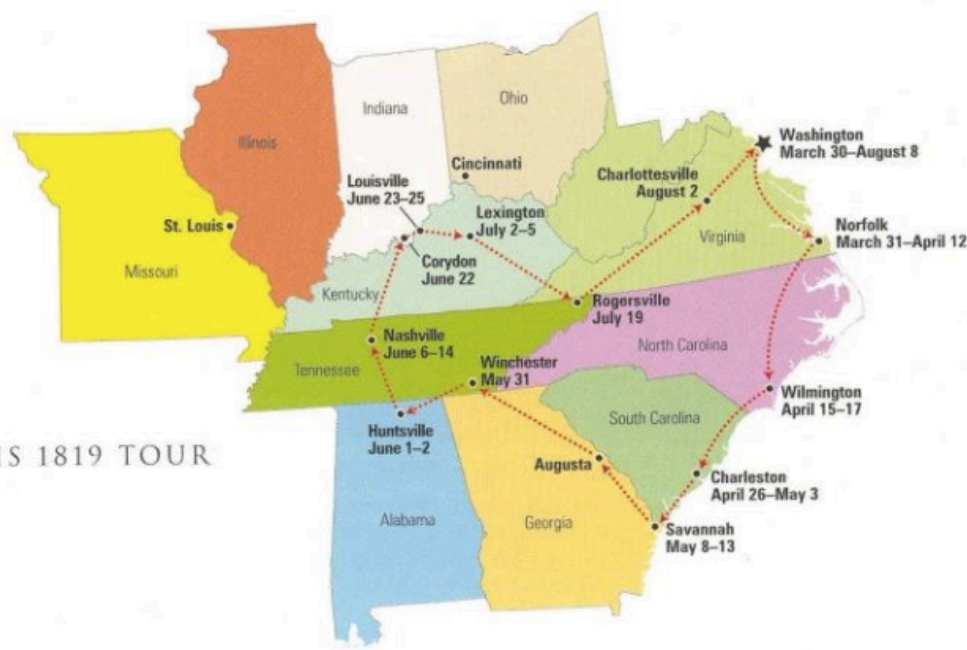 Ohio
Indiana
Illinois
Washington
March 30–August 8
Cincinnati
Charlottesville
August 2
Louisville
June 23–25
Lexington
July 2–5
St. Louis
Norfolk
March 31–April 12
Virginia
Corydon
June 22
Missouri
Kentucky
Rogersville
July 19
Nashville
June 6–14
North Carolina
Winchester
May 31
Tennessee
Wilmington
April 15–17
South Carolina
Huntsville
June 1–2
IS 1819 TOUR
Augusta
Charleston
April 26–May 3
Alabama
Georgia
Savannah
May 8–13